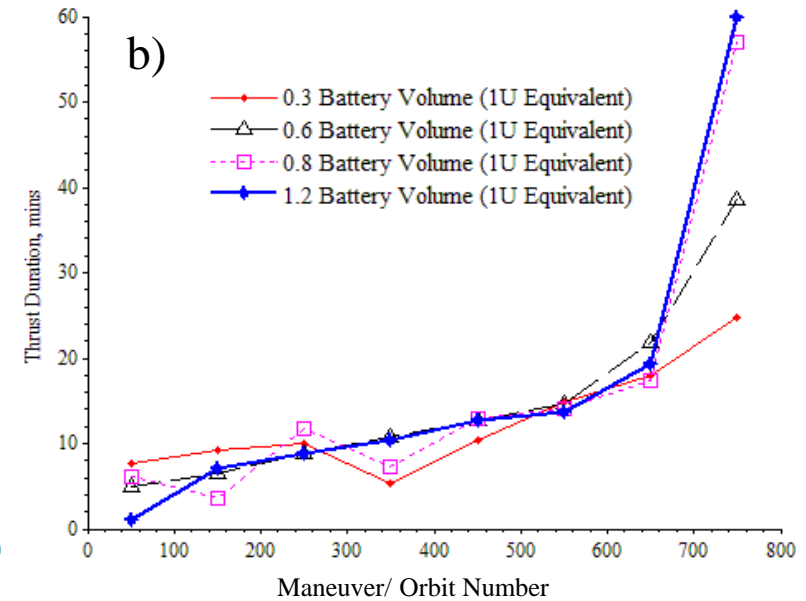 b)
0.3 Battery Volume (1U Equivalent)
0.6 Battery Volume (1U Equivalent)
0.8 Battery Volume (1U Equivalent)
1.2 Battery Volume (1U Equivalent)
Thrust Duration, mins
60
50
40
30
20
10
0
0 100 200 300 400 500 600 700 800
Maneuver/ Orbit Number